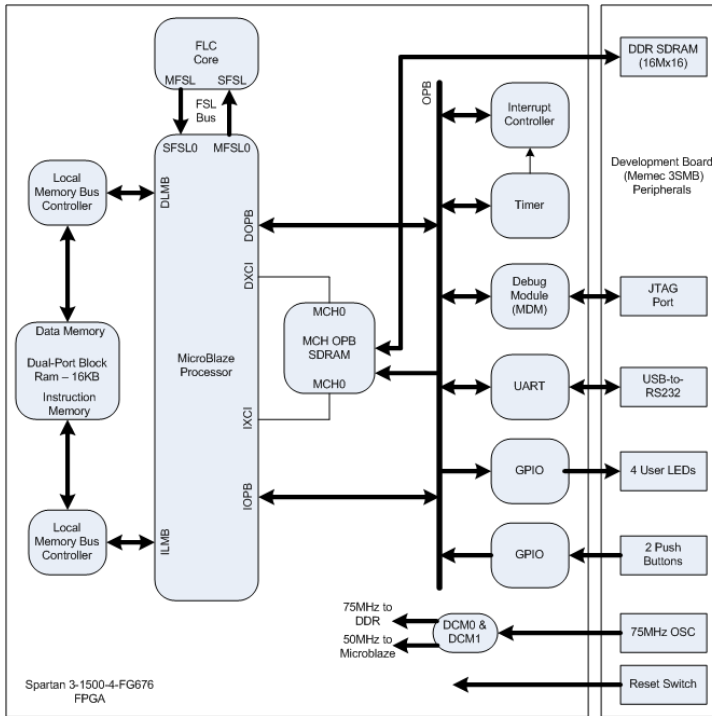 FLC
Core
MFSL SFSL
FSL
Bus
SFSL0 MFSL0
Local
Memory Bus
Controller
DLMB
DOPB
DXCI
Data Memory
Dual-Port Block
Ram – 16KB
Instruction
Memory
MicroBlaze
Processor
MCH0
MCH OPB
SDRAM
MCH0
IXCI
IOPB
ILMB
Local
Memory Bus
Controller
OPB
Interrupt
Controller
Timer
Debug
Module
(MDM)
UART
GPIO
GPIO
75MHz to
DDR
50MHz to
Microblaze
DCM0 &
DCM1
Spartan 3-1500-4-FG676
FPGA
DDR SDRAM
(16Mx16)
Development Board
(Memec 3SMB)
Peripherals
JTAG
Port
USB-to-
RS232
4 User LEDs
2 Push
Buttons
75MHz OSC
Reset Switch